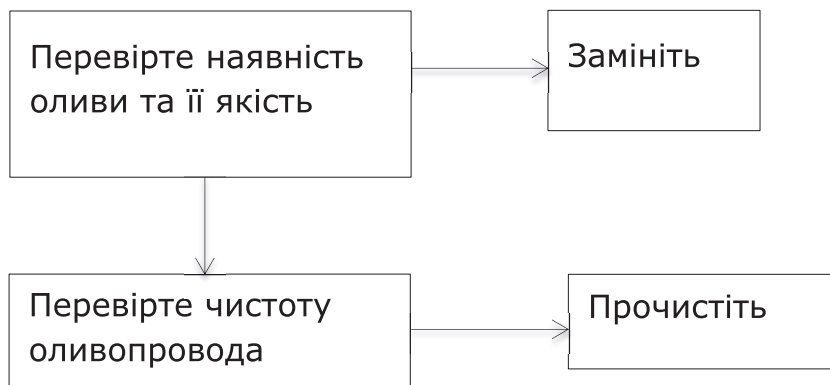 Перевірте наявність
оливи та її якість
Замініть
Перевірте чистоту
оливопровода
Прочистіть